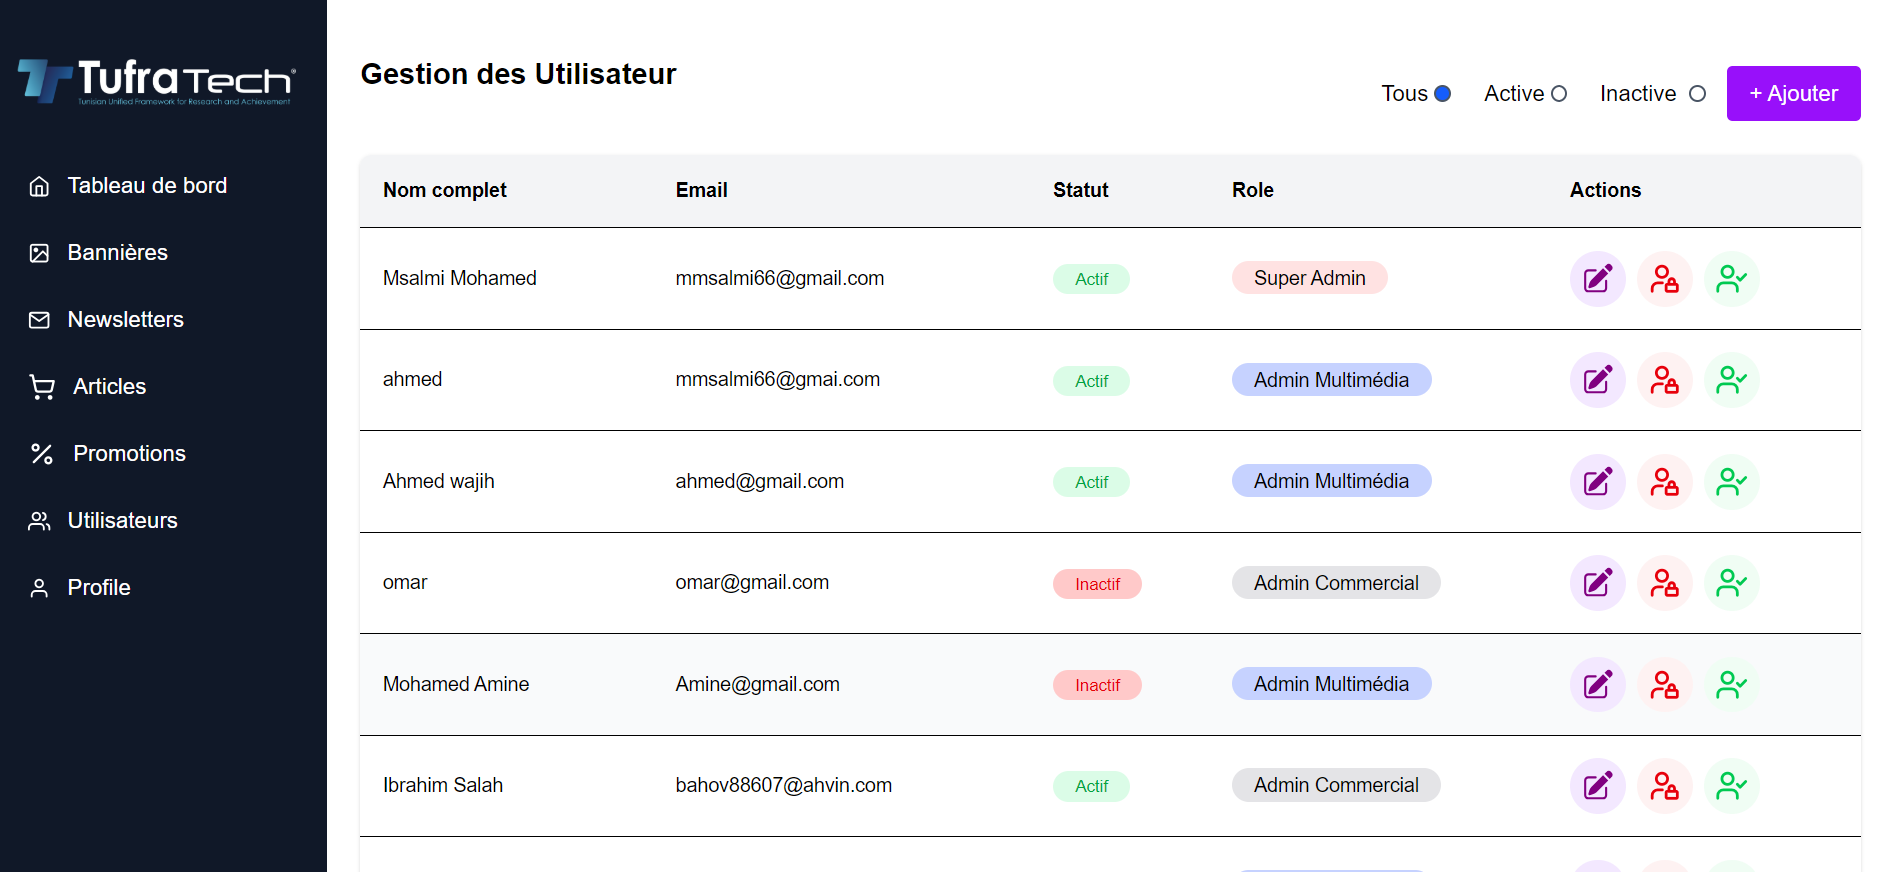 TufraTech®
Tunisian Unified Framework for Research and Achievement
Tableau de bord
Bannières
Newsletters
Articles
Promotions
Utilisateurs
Profile
Gestion des Utilisateur
Tous Active Inactive + Ajouter
Nom complet Email Statut Role Actions
Msalmi Mohamed mmsalmi66@gmail.com Actif Super Admin
ahmed mmsalmi66@gmai.com Actif Admin Multimédia
Ahmed wajih ahmed@gmail.com Actif Admin Multimédia
omar omar@gmail.com Inactif Admin Commercial
Mohamed Amine Amine@gmail.com Inactif Admin Multimédia
Ibrahim Salah bahov88607@ahvin.com Actif Admin Commercial